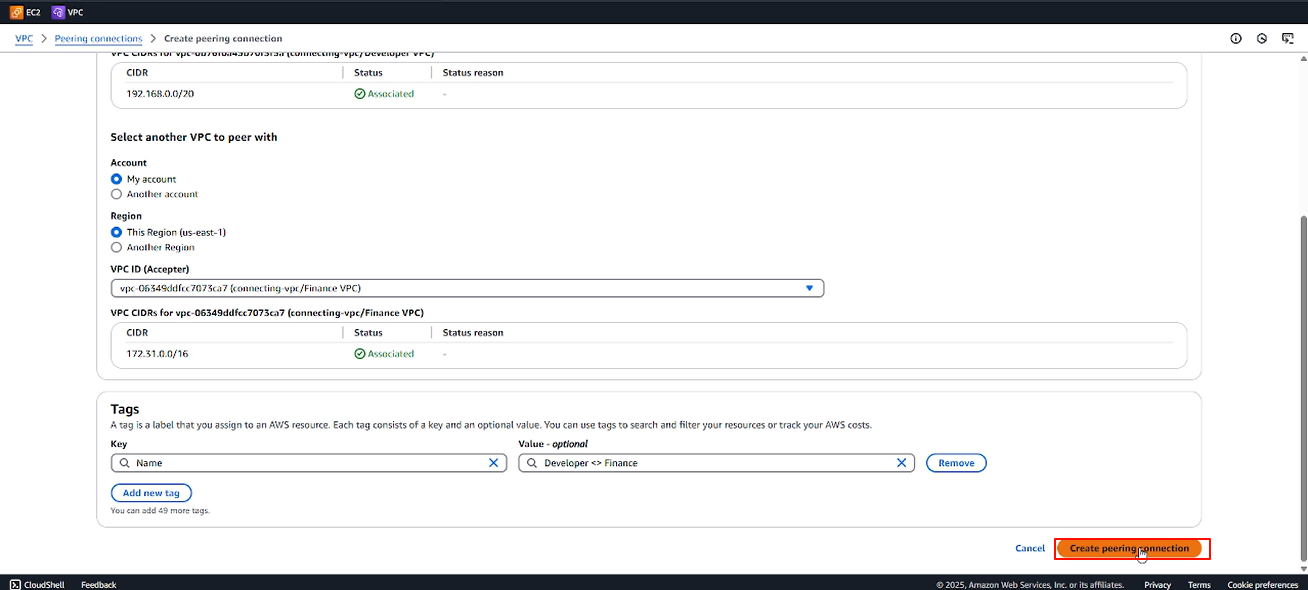 EC2 VPC
VPC > Peering connections > Create peering connection
(connecting-vpc/Developer VPC)
CIDR Status Status reason
192.168.0.0/20 Associated -
Select another VPC to peer with
Account
My account
Another account
Region
This Region (us-east-1)
Another Region
VPC ID (Accepter)
vpc-06349ddfcc7073ca7 (connecting-vpc/Finance VPC)
VPC CIDRs for vpc-06349ddfcc7073ca7 (connecting-vpc/Finance VPC)
CIDR Status Status reason
172.31.0.0/16 Associated -
Tags
A tag is a label that you assign to an AWS resource. Each tag consists of a key and an optional value. You can use tags to search and filter your resources or track your AWS costs.
Key Value - optional
Name Developer <> Finance Remove
Add new tag
You can add 49 more tags.
Cancel Create peering connection
CloudShell Feedback © 2025, Amazon Web Services, Inc. or its affiliates. Privacy Terms Cookie preferences